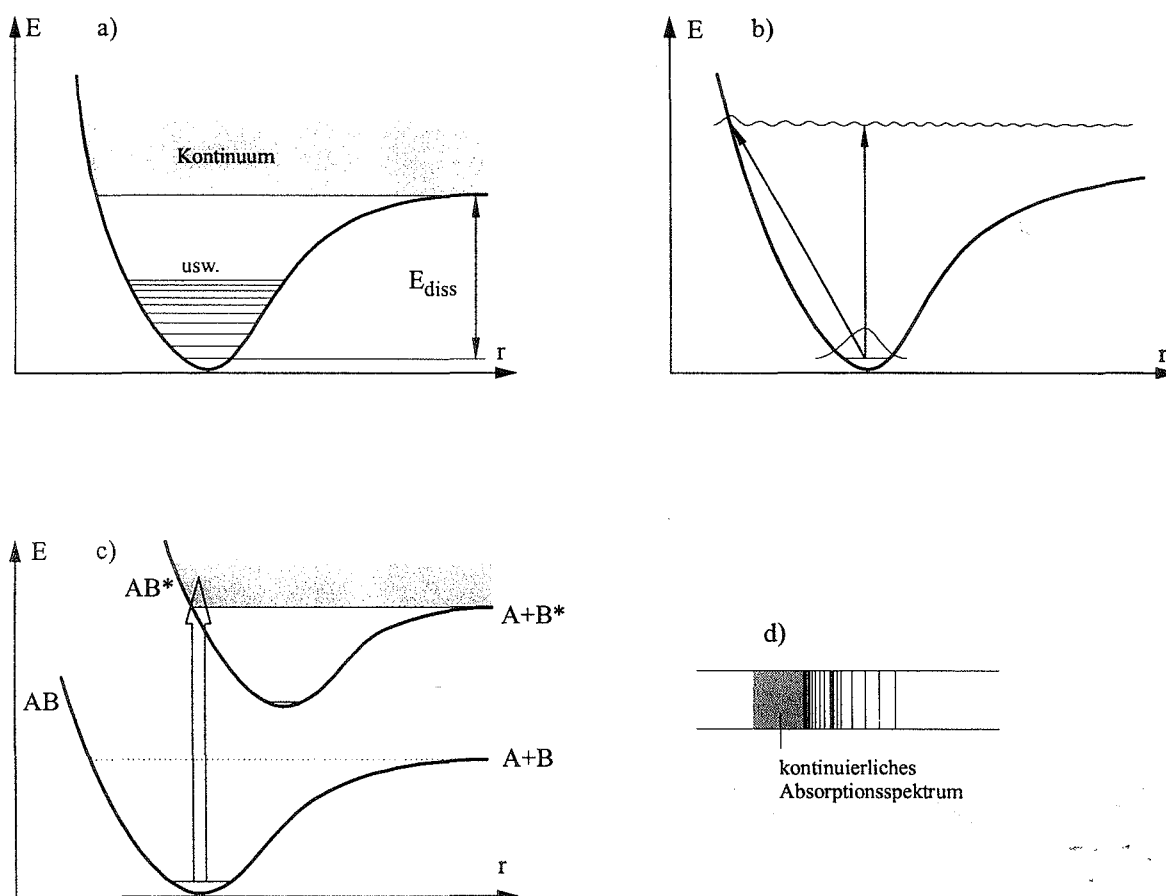 E
a)
Kontinuum
usw.
E_diss
r
E
b)
r
E
c)
AB*
A+B*
AB
A+B
r
d)
kontinuierliches
Absorptionsspektrum